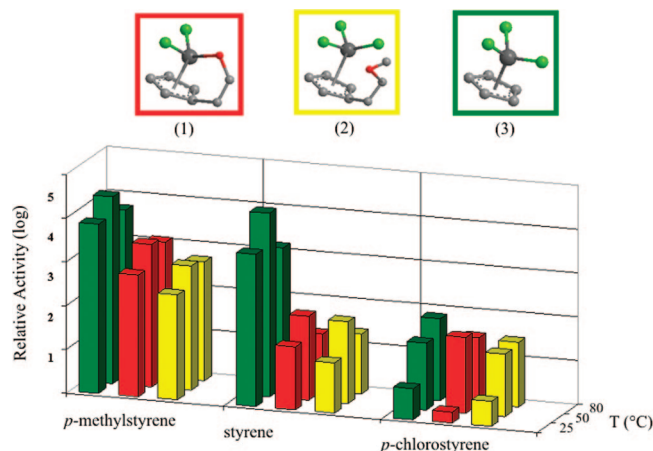 (1) (2) (3)
Relative Activity (log)
5
4
3
2
1
p-methylstyrene
styrene
p-chlorostyrene
25
50
80
T (°C)